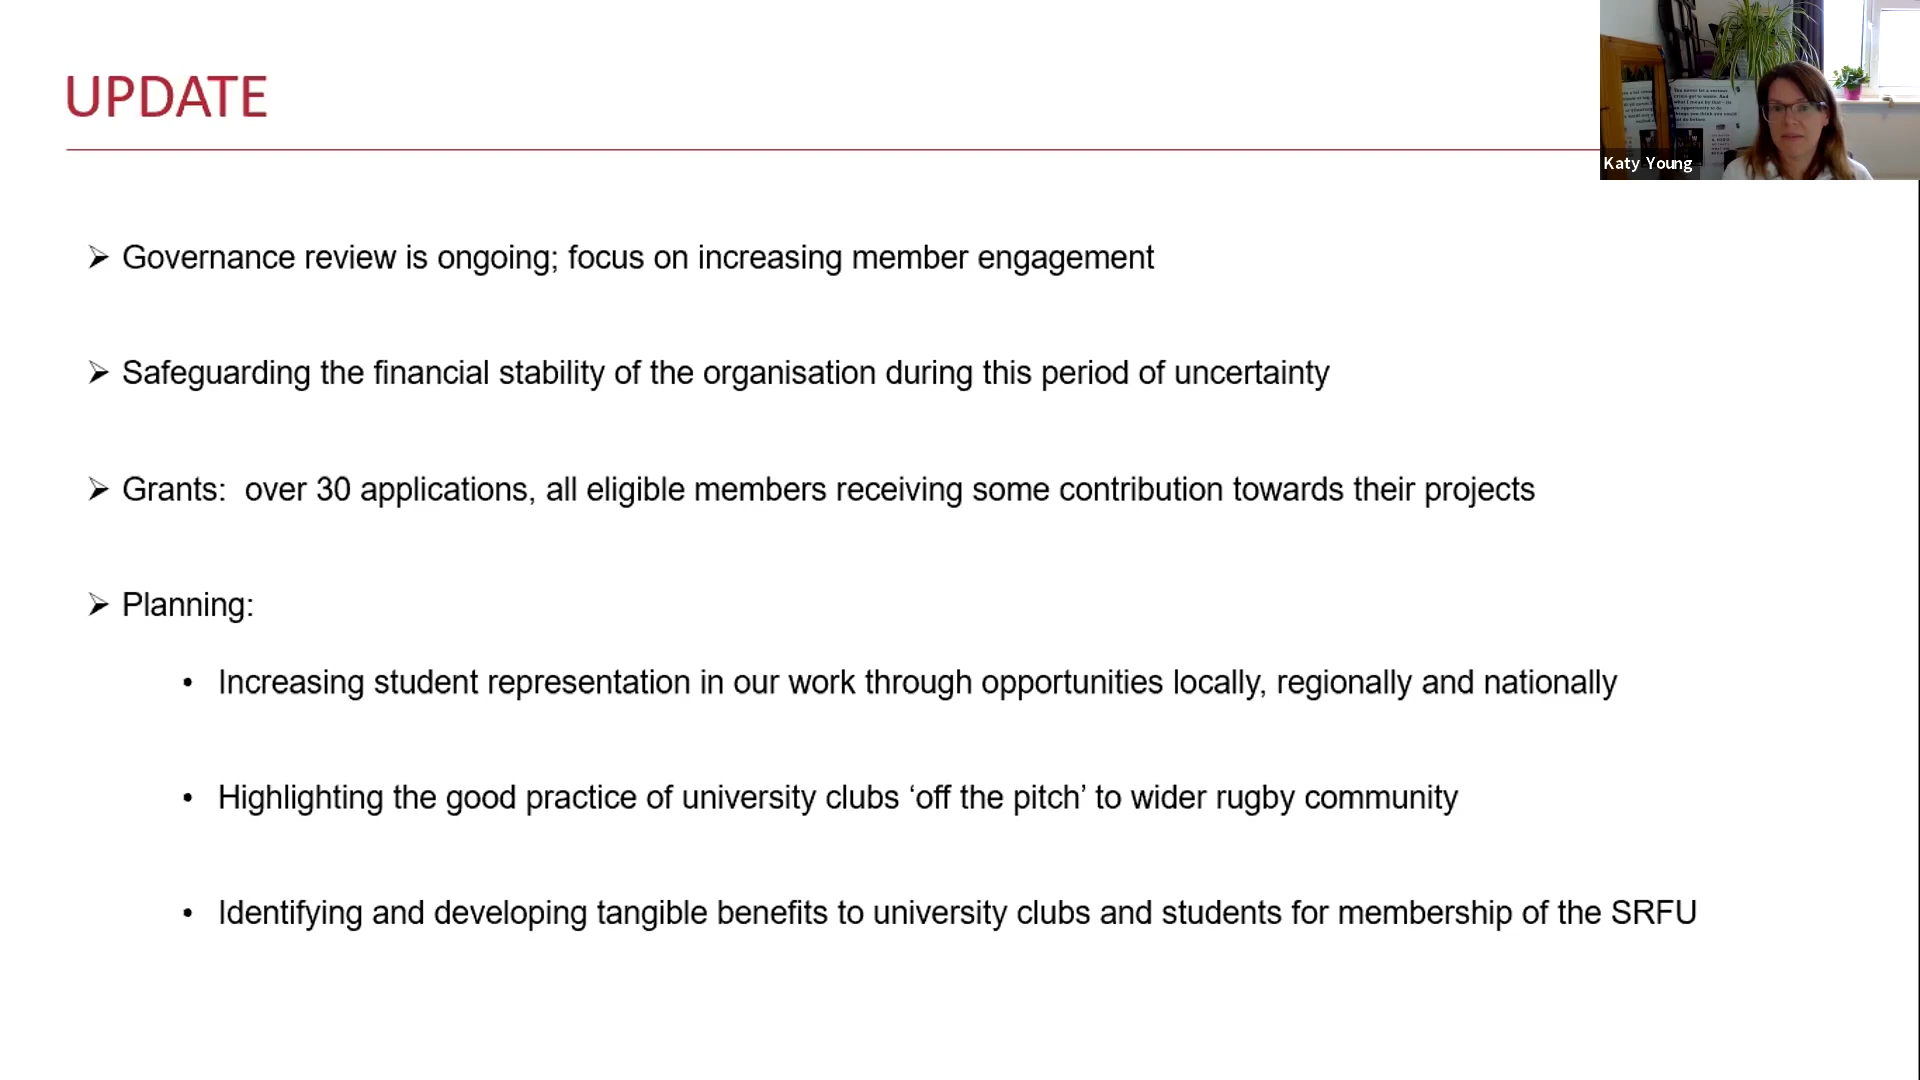 UPDATE
Katy Young
➢ Governance review is ongoing; focus on increasing member engagement
➢ Safeguarding the financial stability of the organisation during this period of uncertainty
➢ Grants:  over 30 applications, all eligible members receiving some contribution towards their projects
➢ Planning:
• Increasing student representation in our work through opportunities locally, regionally and nationally
• Highlighting the good practice of university clubs ‘off the pitch’ to wider rugby community
• Identifying and developing tangible benefits to university clubs and students for membership of the SRFU